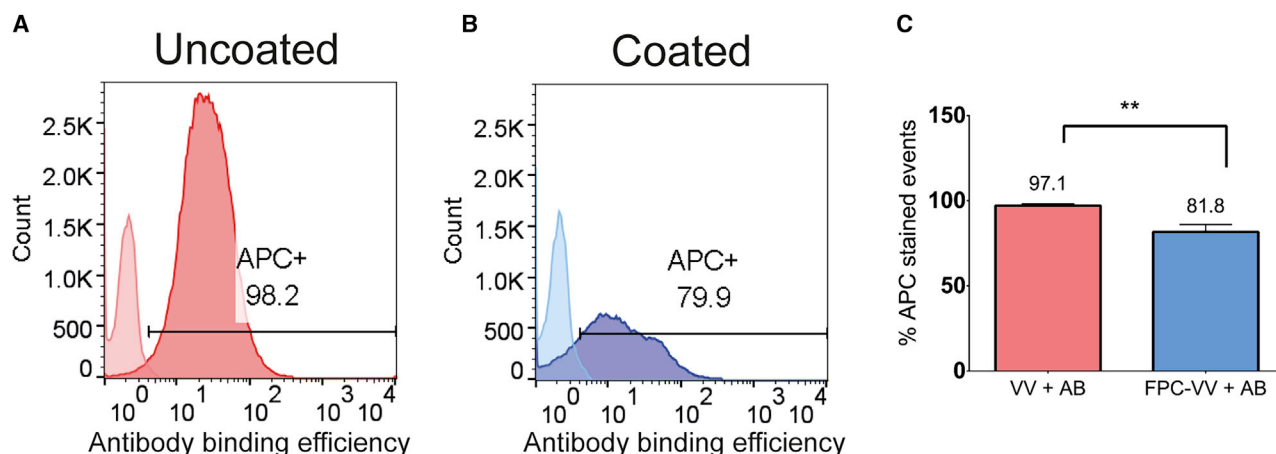 A
Uncoated
Count
2.5K
2.0K
1.5K
1.0K
500
0
APC+
98.2
10^0 10^1 10^2 10^3 10^4
Antibody binding efficiency
B
Coated
Count
2.5K
2.0K
1.5K
1.0K
500
0
APC+
79.9
10^0 10^1 10^2 10^3 10^4
Antibody binding efficiency
C
% APC stained events
150
100
50
0
**
97.1
81.8
VV + AB FPC-VV + AB